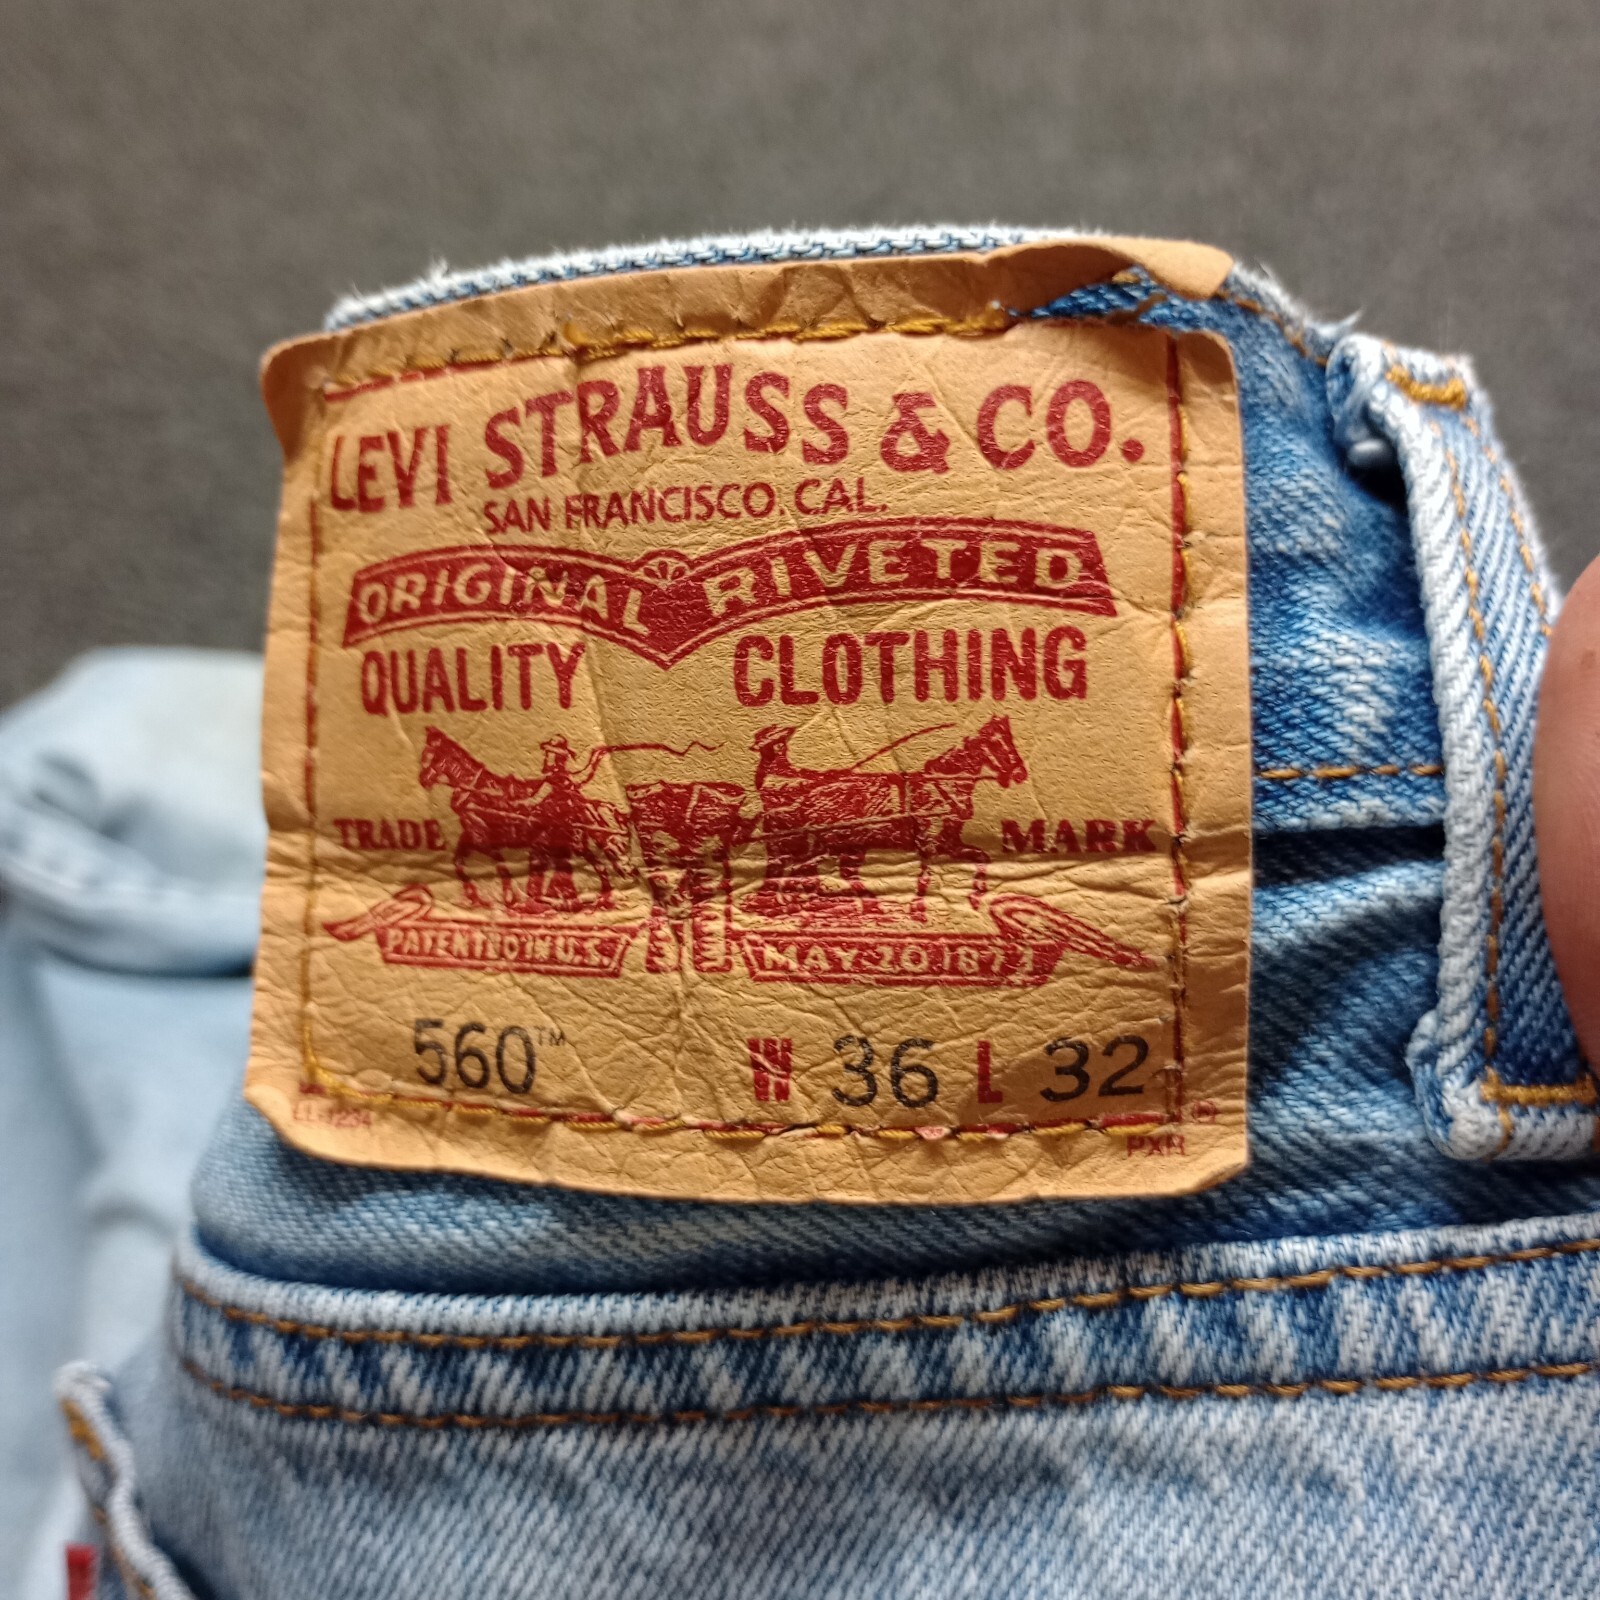 LEVI STRAUSS & CO.
SAN FRANCISCO, CAL.
ORIGINAL RIVETED
QUALITY CLOTHING
TRADE MARK
PATENTED IN U.S. MAY 20 1873
560™ W 36 L 32
®
PXR